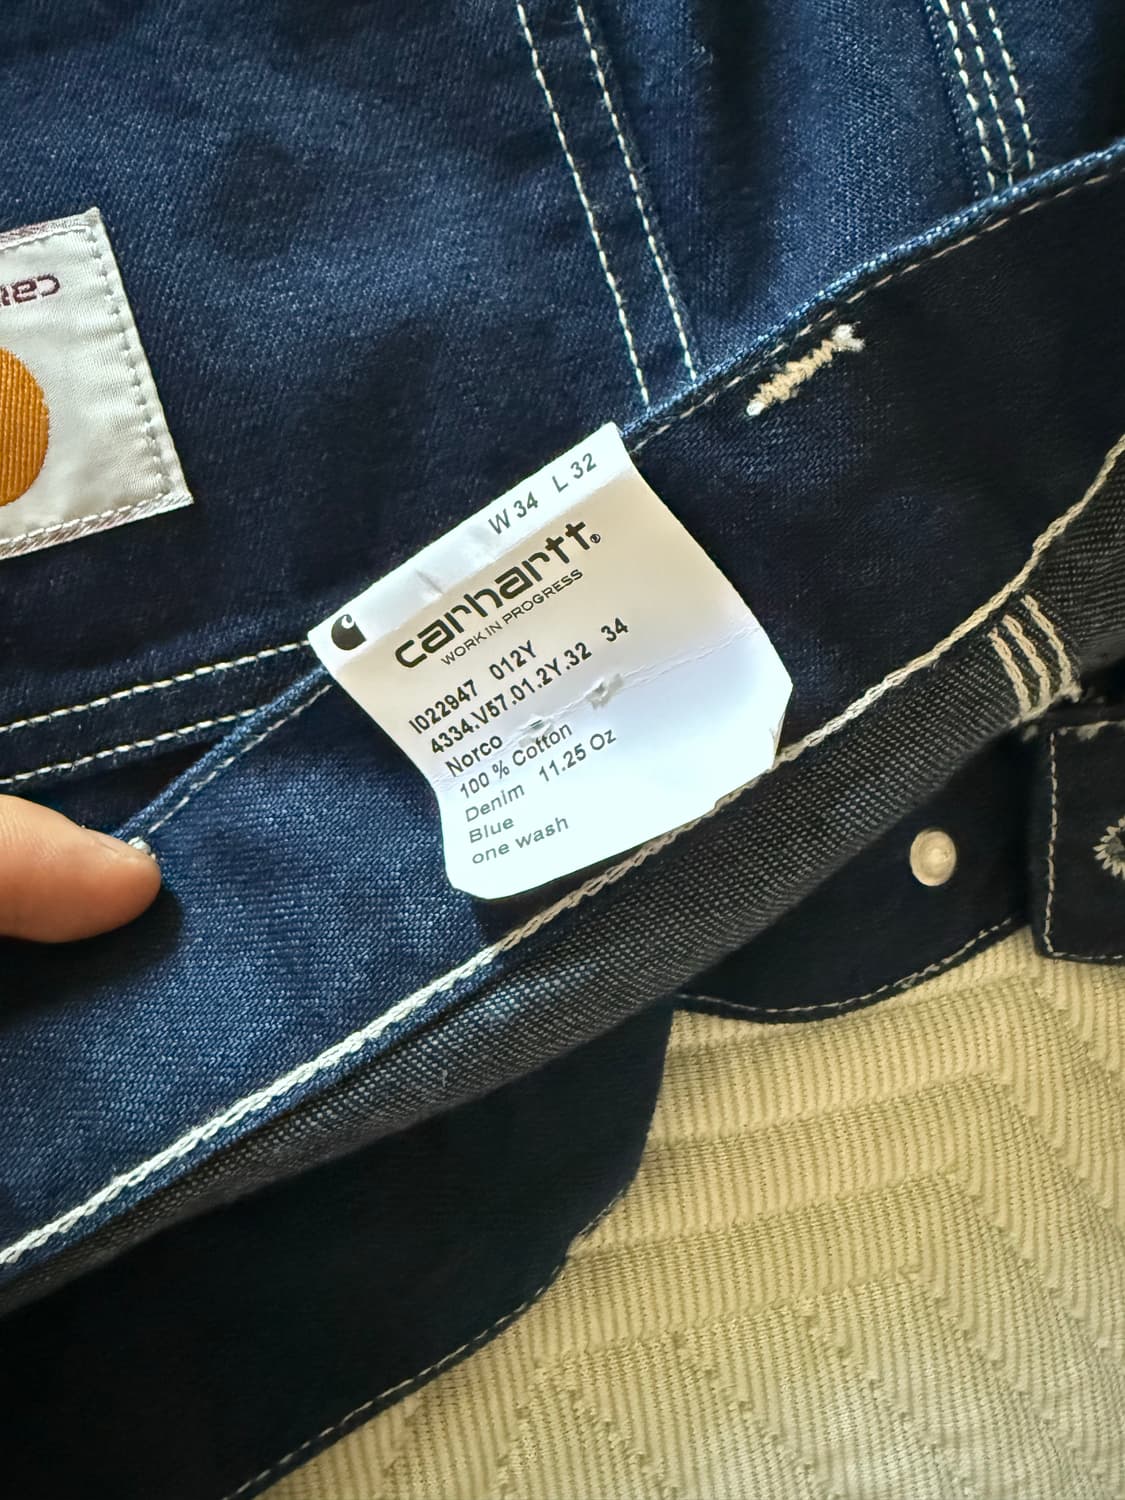 W 34 L 32
carhartt®
WORK IN PROGRESS
I022947 012Y
4334.V57.01.2Y.32 34
Norco
100 % Cotton
Denim 11.25 Oz
Blue
one wash
car